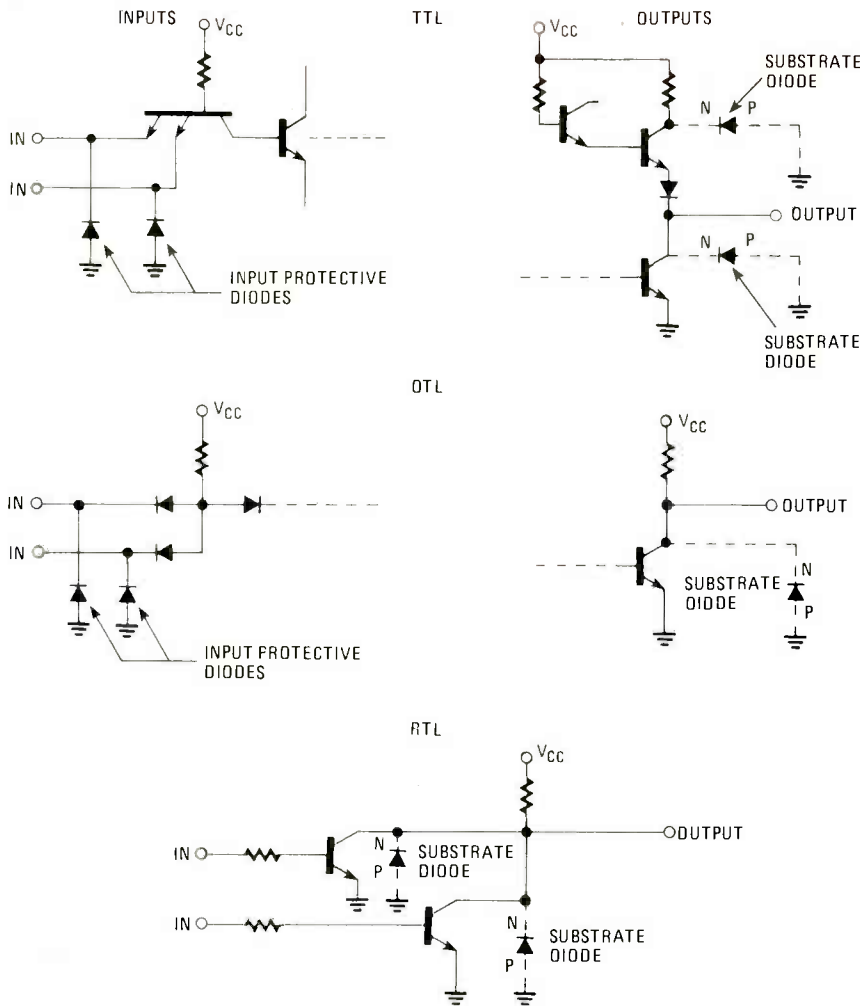 INPUTS
TTL
OUTPUTS
VCC
VCC
SUBSTRATE
DIODE
N P
IN
IN
OUTPUT
N P
INPUT PROTECTIVE
DIODES
SUBSTRATE
DIODE
DTL
VCC
VCC
IN
OUTPUT
IN
SUBSTRATE
DIODE
N
P
INPUT PROTECTIVE
DIODES
RTL
VCC
OUTPUT
IN
N
P
SUBSTRATE
DIODE
IN
N
P
SUBSTRATE
DIODE